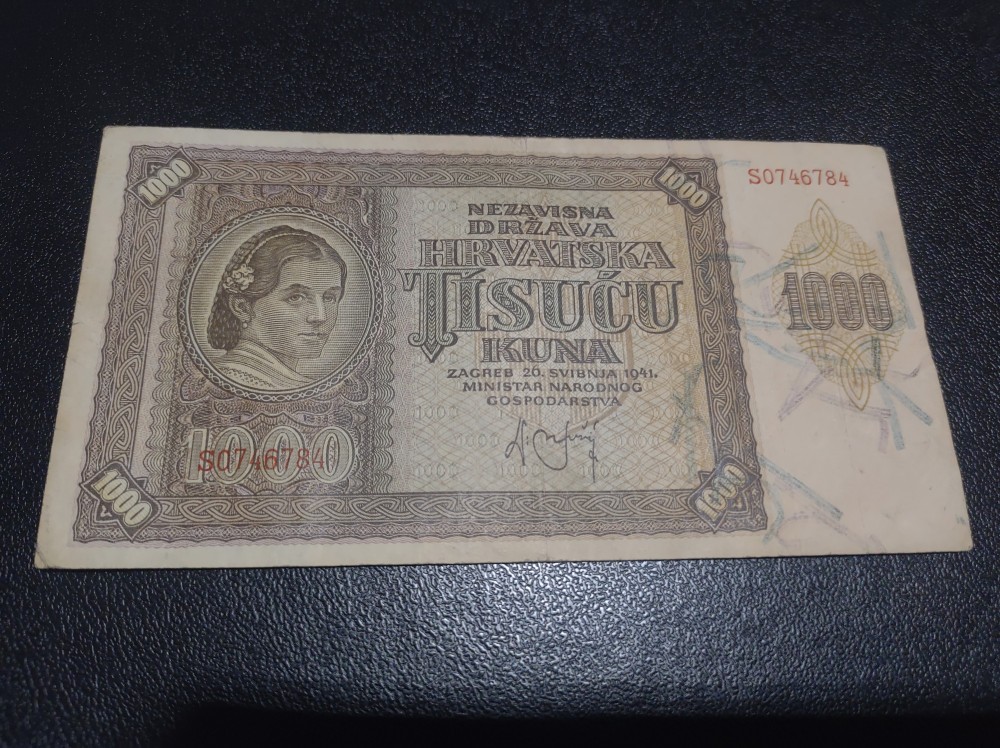 1000
1000
S0746784
NEZAVISNA
DRŽAVA
HRVATSKA
TISUĆU
KUNA
ZAGREB 26. SVIBNJA 1941.
MINISTAR NARODNOG
GOSPODARSTVA
1000
1000
S0746784
1000
1000